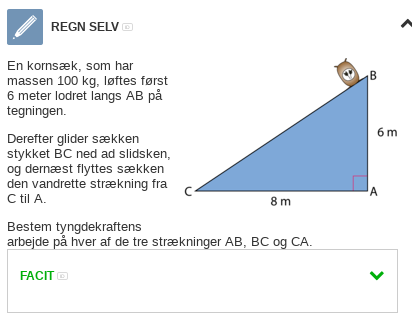 REGN SELV
En kornsæk, som har
massen 100 kg, løftes først
6 meter lodret langs AB på
tegningen.
Derefter glider sækken
stykket BC ned ad slidsken,
og dernæst flyttes sækken
den vandrette strækning fra
C til A.
Bestem tyngdekraftens
arbejde på hver af de tre strækninger AB, BC og CA.
B
6 m
C
A
8 m
FACIT